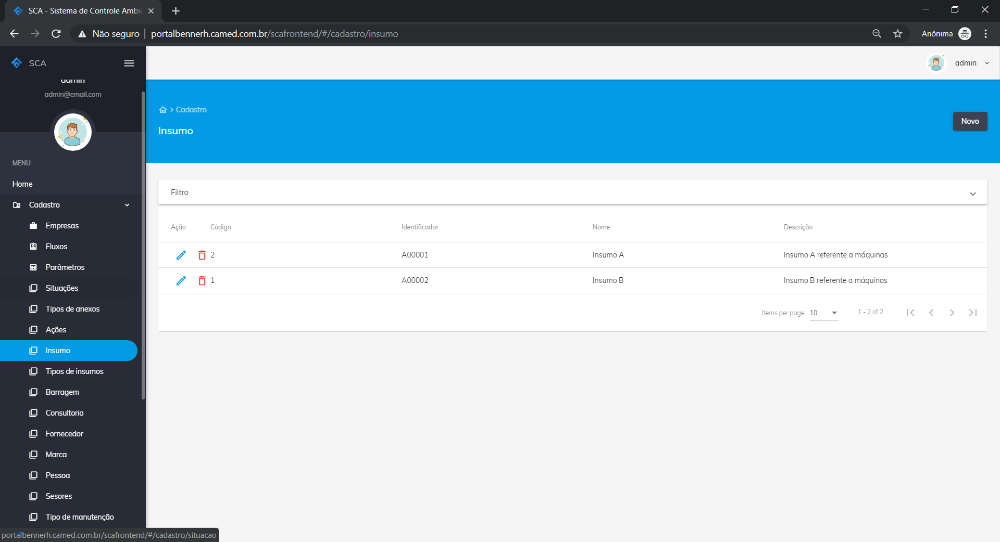 SCA - Sistema de Controle Ambie
Não seguro | portalbennerh.camed.com.br/scafrontend/#/cadastro/insumo
Anônima
SCA
admin
admin
admin@email.com
Cadastro
Insumo
Novo
MENU
Home
Cadastro
Empresas
Fluxos
Parâmetros
Situações
Tipos de anexos
Ações
Insumo
Tipos de insumos
Barragem
Consultoria
Fornecedor
Marca
Pessoa
Sesores
Tipo de manutenção
Filtro
Ação Código Identificador Nome Descrição
2 A00001 Insumo A Insumo A referente a máquinas
1 A00002 Insumo B Insumo B referente a máquinas
Items per page: 10 1 - 2 of 2
portalbennerh.camed.com.br/scafrontend/#/cadastro/situacao